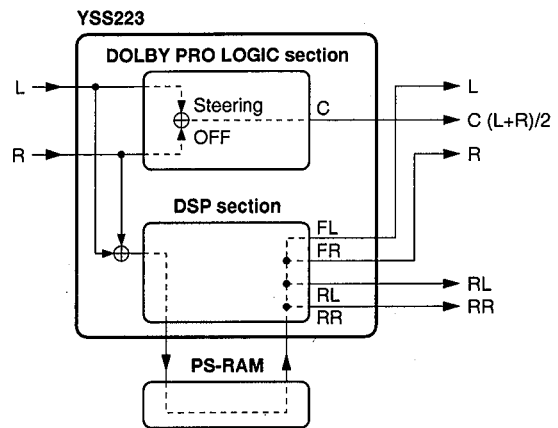 YSS223
DOLBY PRO LOGIC section
L
Steering
C
L
OFF
C (L+R)/2
R
R
DSP section
FL
FR
RL
RL
RR
RR
PS-RAM